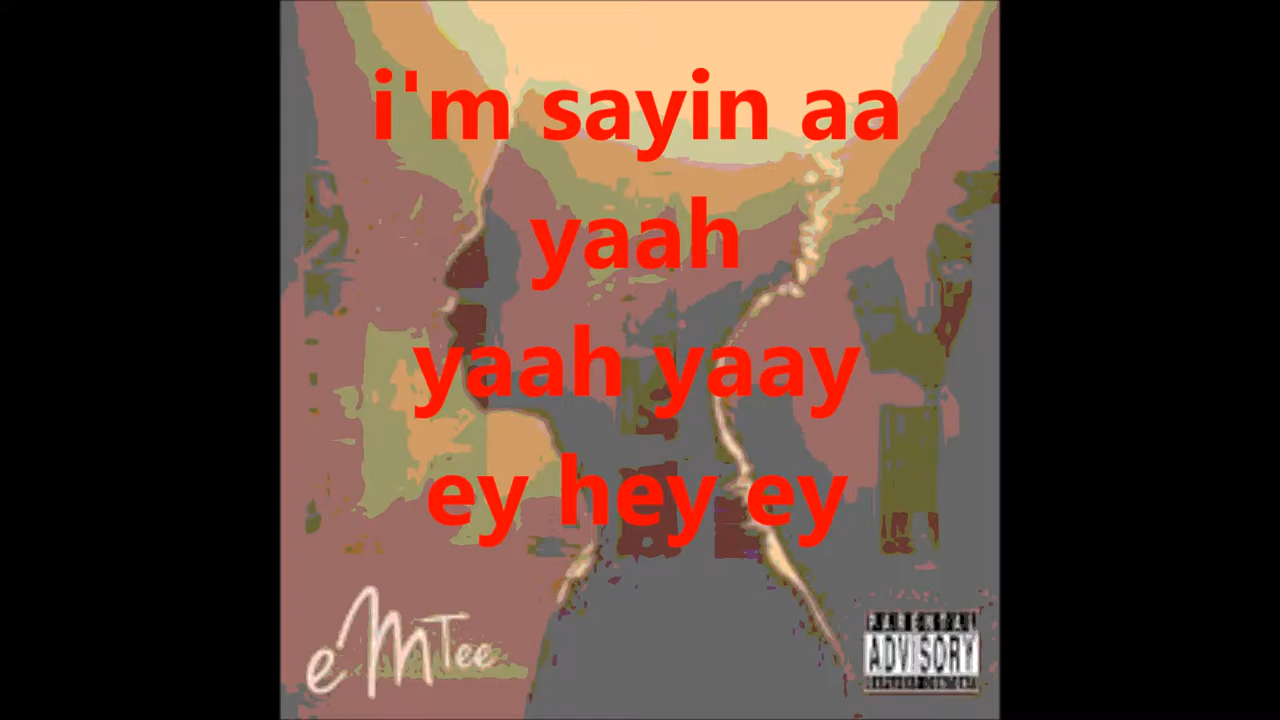 i'm sayin aa
yaah
yaah yaay
ey hey ey
eMTee
PARENTAL
ADVISORY